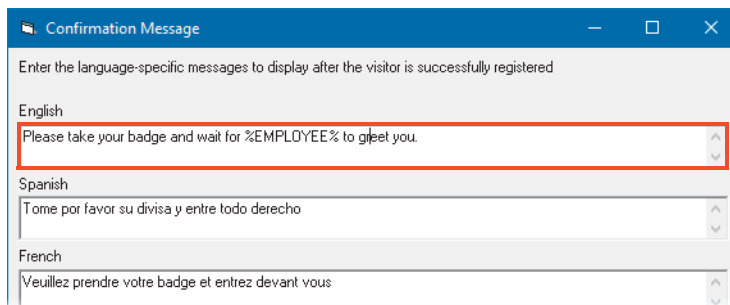 Confirmation Message
Enter the language-specific messages to display after the visitor is successfully registered
English
Please take your badge and wait for %EMPLOYEE% to greet you.
Spanish
Tome por favor su divisa y entre todo derecho
French
Veuillez prendre votre badge et entrez devant vous